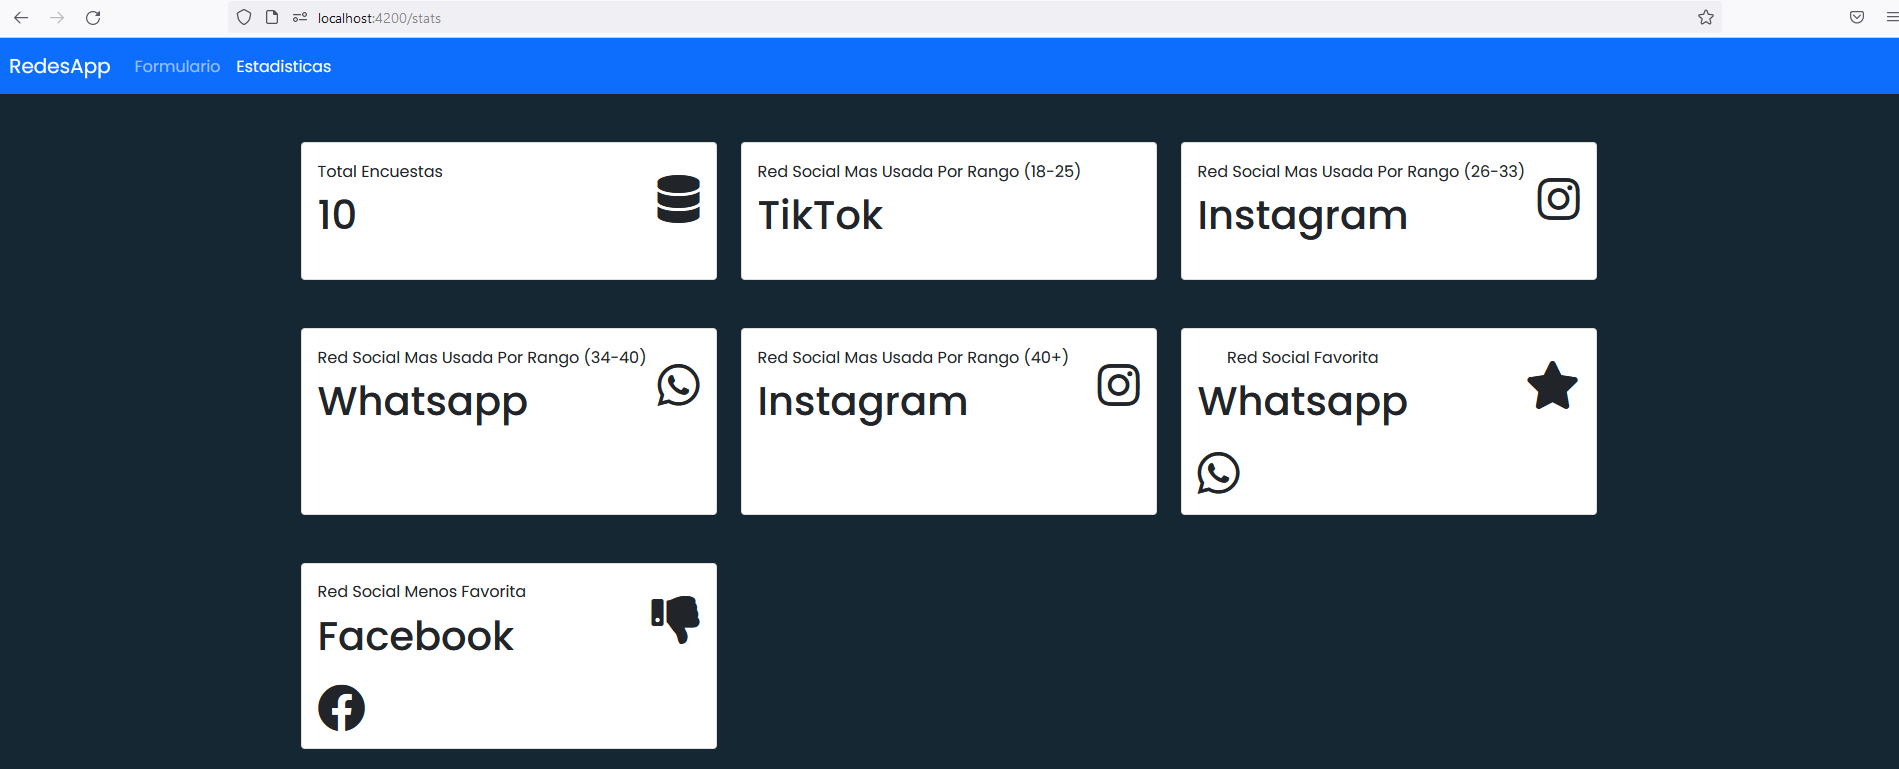 localhost:4200/stats
RedesApp Formulario Estadisticas
Total Encuestas
10
Red Social Mas Usada Por Rango (18-25)
TikTok
Red Social Mas Usada Por Rango (26-33)
Instagram
Red Social Mas Usada Por Rango (34-40)
Whatsapp
Red Social Mas Usada Por Rango (40+)
Instagram
Red Social Favorita
Whatsapp
Red Social Menos Favorita
Facebook